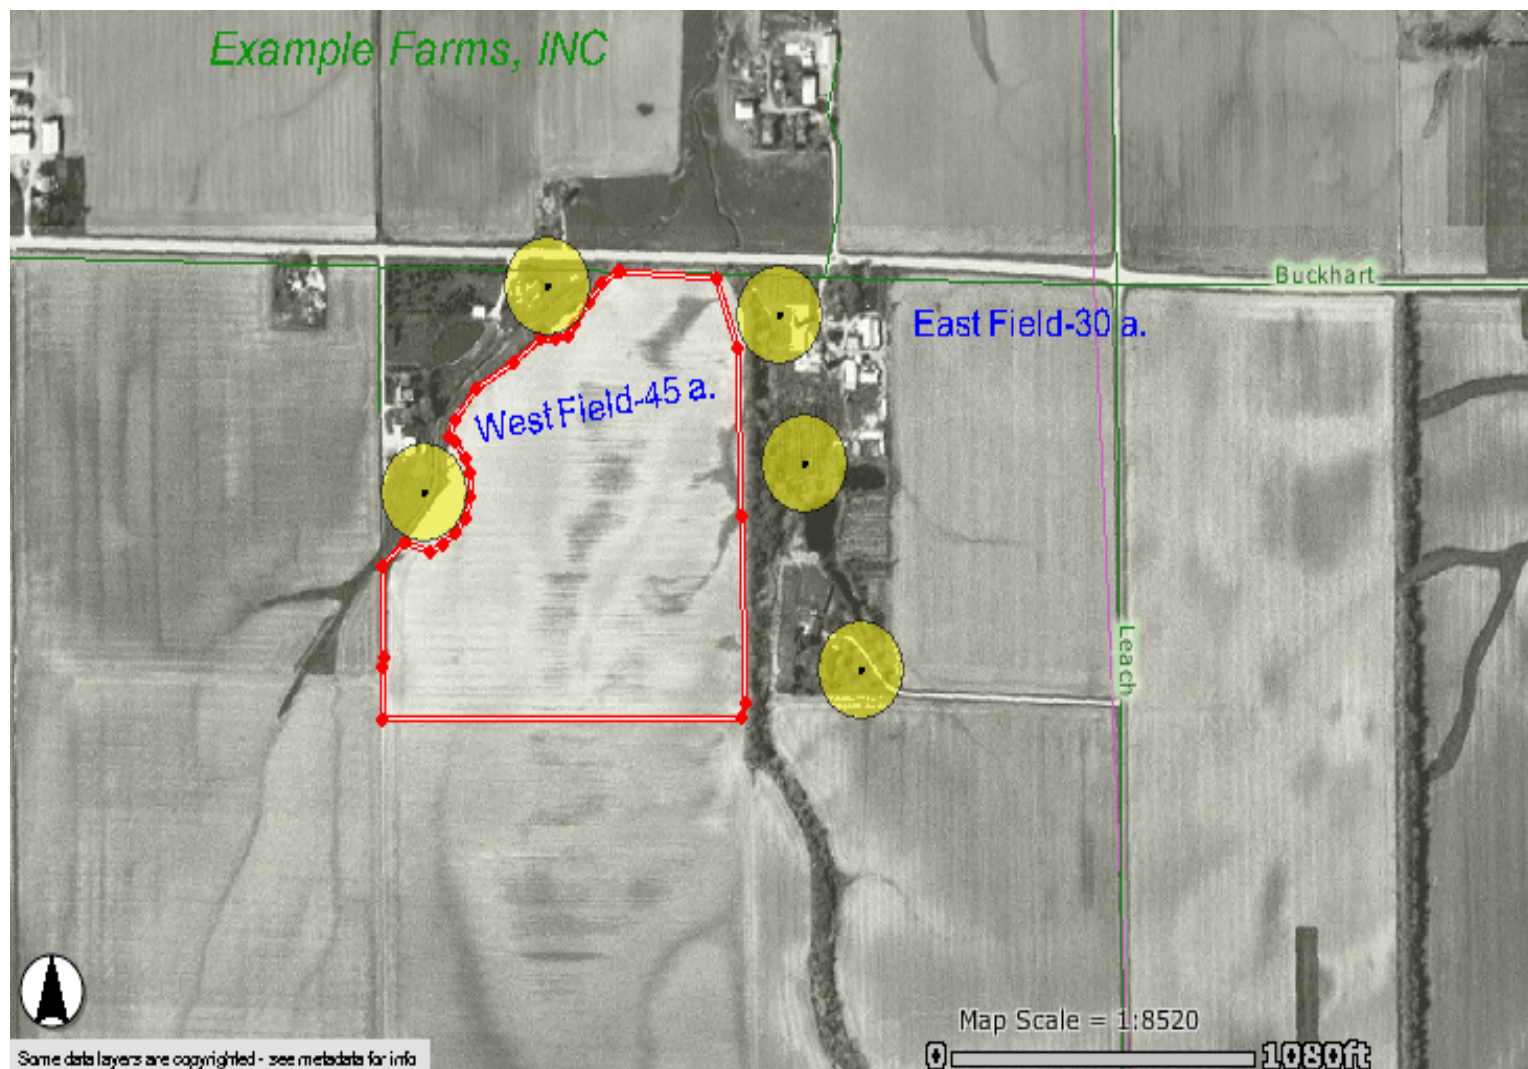 Example Farms, INC
Buckhart
East Field-30 a.
West Field-45 a.
Leach
Map Scale = 1:8520
0 1080ft
Some data layers are copyrighted - see metadata for info